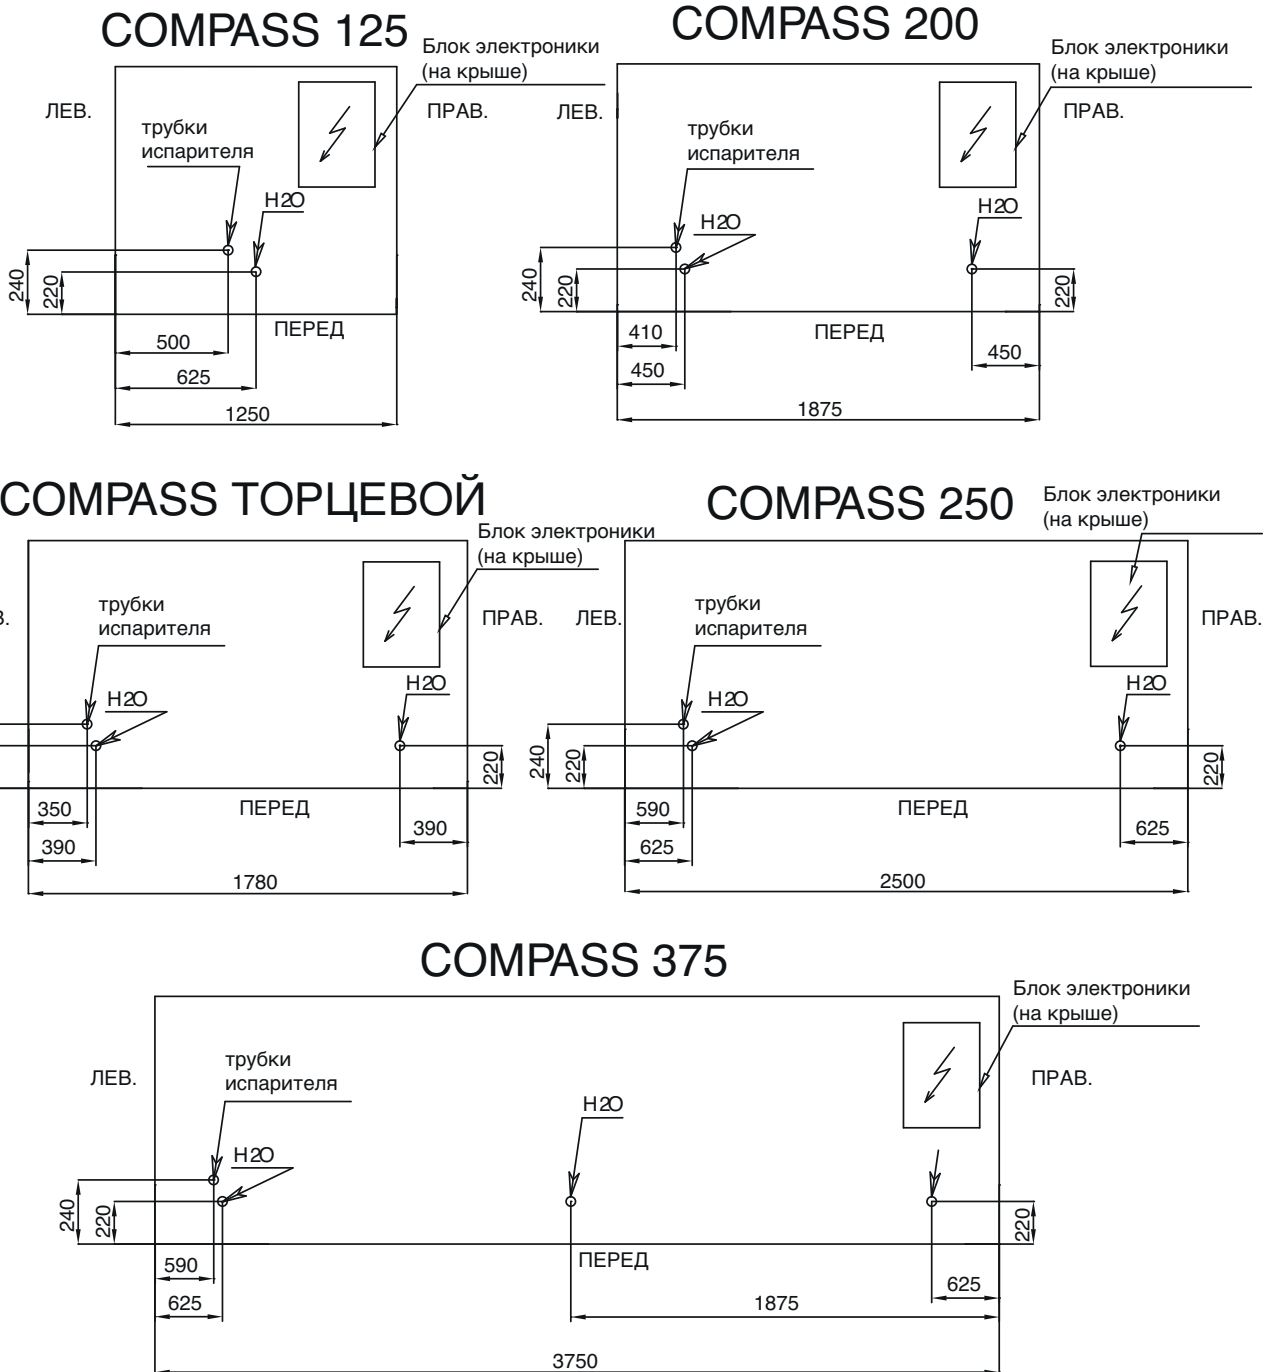 COMPASS 125
Блок электроники
(на крыше)
ЛЕВ.
ПРАВ.
трубки
испарителя
H2O
240
220
ПЕРЕД
500
625
1250
COMPASS 200
Блок электроники
(на крыше)
ЛЕВ.
ПРАВ.
трубки
испарителя
H2O
H2O
240
220
220
410
ПЕРЕД
450
450
1875
COMPASS ТОРЦЕВОЙ
Блок электроники
(на крыше)
В.
ПРАВ.
трубки
испарителя
H2O
H2O
220
350
ПЕРЕД
390
390
1780
COMPASS 250
Блок электроники
(на крыше)
ЛЕВ.
ПРАВ.
трубки
испарителя
H2O
H2O
240
220
220
590
ПЕРЕД
625
625
2500
COMPASS 375
Блок электроники
(на крыше)
ЛЕВ.
ПРАВ.
трубки
испарителя
H2O
H2O
240
220
220
ПЕРЕД
590
625
625
1875
3750